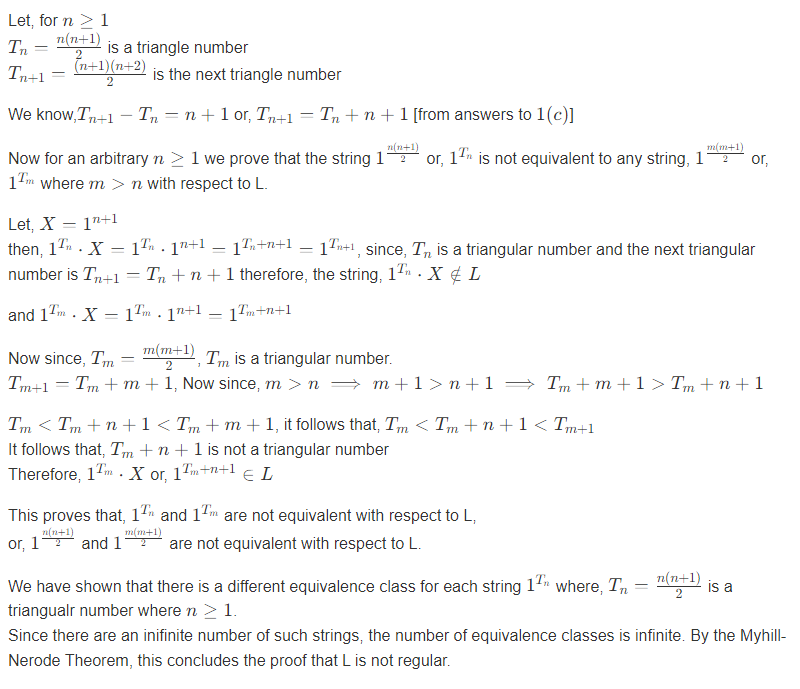 Let, for $n \geq 1$
$T_n = \frac{n(n+1)}{2}$ is a triangle number
$T_{n+1} = \frac{(n+1)(n+2)}{2}$ is the next triangle number
We know,$T_{n+1} - T_n = n + 1$ or, $T_{n+1} = T_n + n + 1$ [from answers to $1(c)$]
Now for an arbitrary $n \geq 1$ we prove that the string $1^{\frac{n(n+1)}{2}}$ or, $1^{T_n}$ is not equivalent to any string, $1^{\frac{m(m+1)}{2}}$ or,
$1^{T_m}$ where $m > n$ with respect to L.
Let, $X = 1^{n+1}$
then, $1^{T_n} \cdot X = 1^{T_n} \cdot 1^{n+1} = 1^{T_n+n+1} = 1^{T_{n+1}}$, since, $T_n$ is a triangular number and the next triangular
number is $T_{n+1} = T_n + n + 1$ therefore, the string, $1^{T_n} \cdot X \notin L$
and $1^{T_m} \cdot X = 1^{T_m} \cdot 1^{n+1} = 1^{T_m+n+1}$
Now since, $T_m = \frac{m(m+1)}{2}$, $T_m$ is a triangular number.
$T_{m+1} = T_m + m + 1$, Now since, $m > n \implies m + 1 > n + 1 \implies T_m + m + 1 > T_m + n + 1$
$T_m < T_m + n + 1 < T_m + m + 1$, it follows that, $T_m < T_m + n + 1 < T_{m+1}$
It follows that, $T_m + n + 1$ is not a triangular number
Therefore, $1^{T_m} \cdot X$ or, $1^{T_m+n+1} \in L$
This proves that, $1^{T_n}$ and $1^{T_m}$ are not equivalent with respect to L,
or, $1^{\frac{n(n+1)}{2}}$ and $1^{\frac{m(m+1)}{2}}$ are not equivalent with respect to L.
We have shown that there is a different equivalence class for each string $1^{T_n}$ where, $T_n = \frac{n(n+1)}{2}$ is a
triangualr number where $n \geq 1$.
Since there are an inifinite number of such strings, the number of equivalence classes is infinite. By the Myhill-
Nerode Theorem, this concludes the proof that L is not regular.